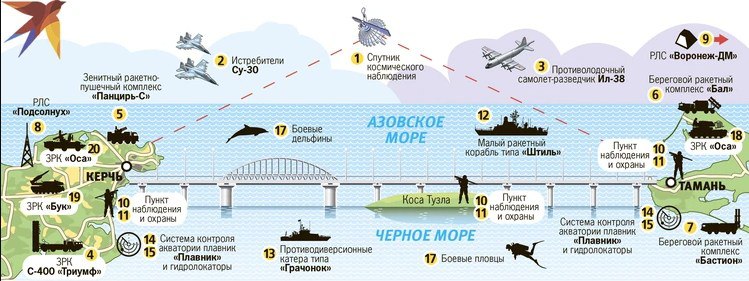 2 Истребители
Су-30
1 Спутник
космического
наблюдения
3 Противолодочный
самолет-разведчик Ил-38
9
РЛС «Воронеж-ДМ»
Зенитный ракетно-
пушечный комплекс
«Панцирь-С»
Береговой ракетный
комплекс «Бал»
6
РЛС
«Подсолнух»
8
5
20
ЗРК «Оса»
17 Боевые
дельфины
АЗОВСКОЕ
МОРЕ
12
Малый ракетный
корабль типа «Штиль»
Пункт
наблюдения
и охраны
10
11
18
ЗРК «Оса»
КЕРЧЬ
ТАМАНЬ
19
ЗРК «Бук»
10
11
Пункт
наблюдения
и охраны
Коса Тузла
10
11
Пункт
наблюдения
и охраны
14
15
Система контроля
акватории плавник
«Плавник»
и гидролокаторы
7
Береговой ракетный
комплекс
«Бастион»
4
ЗРК
С-400 «Триумф»
14
15
Система контроля
акватории плавник
«Плавник»
и гидролокаторы
13
Противодиверсионные
катера типа
«Грачонок»
ЧЕРНОЕ МОРЕ
17 Боевые пловцы